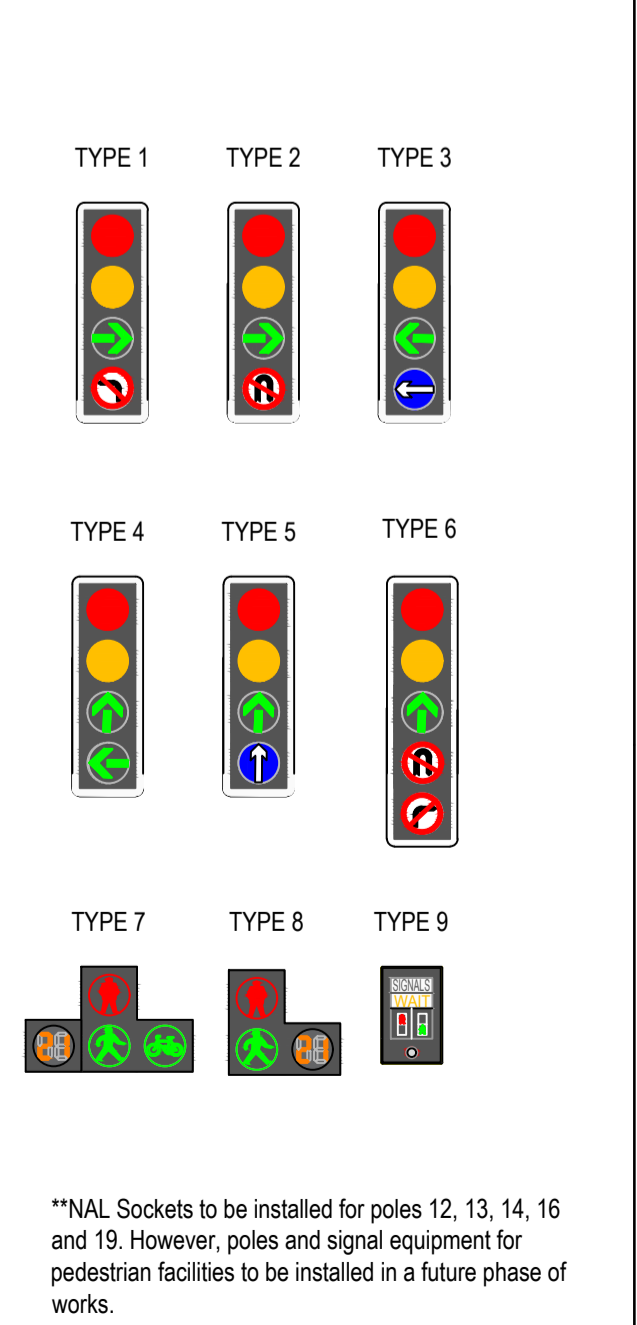 TYPE 1 TYPE 2 TYPE 3
TYPE 4 TYPE 5 TYPE 6
TYPE 7 TYPE 8 TYPE 9
SIGNALS
WAIT
21 21
**NAL Sockets to be installed for poles 12, 13, 14, 16
and 19. However, poles and signal equipment for
pedestrian facilities to be installed in a future phase of
works.